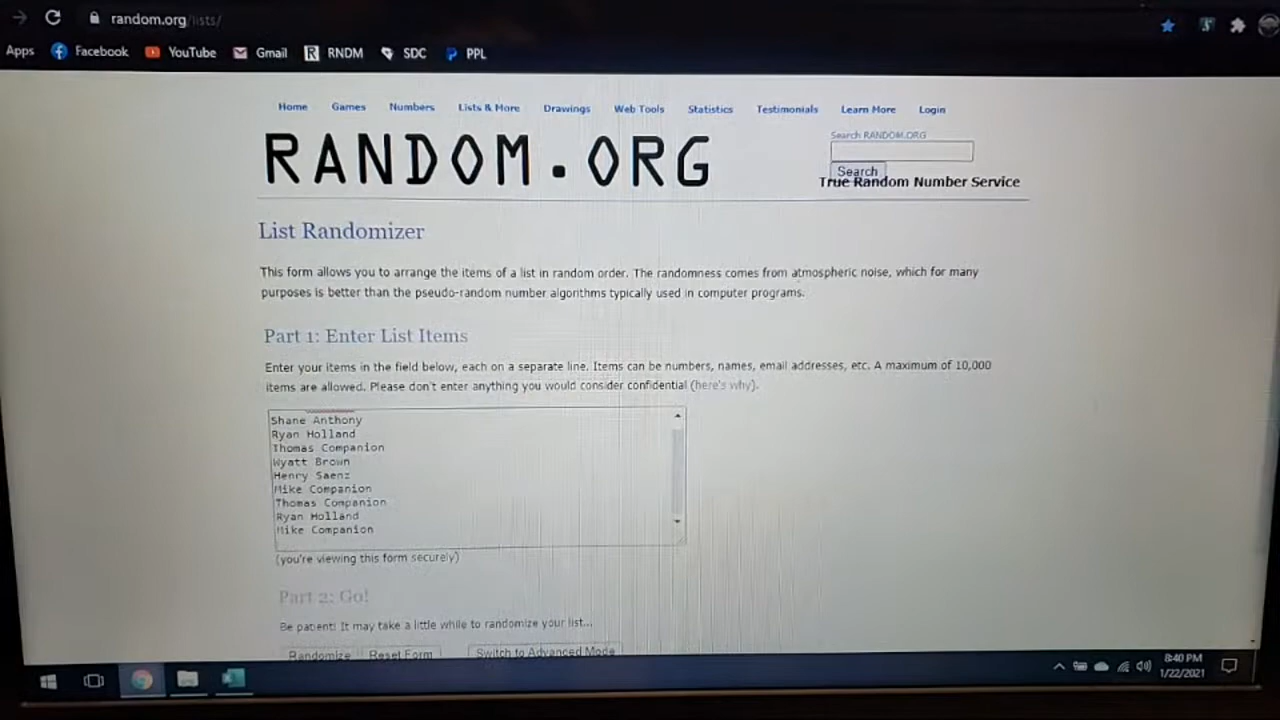 random.org/lists/
Apps Facebook YouTube Gmail RNDM SDC PPL
Home Games Numbers Lists & More Drawings Web Tools Statistics Testimonials Learn More Login
RANDOM.ORG
Search RANDOM.ORG
Search
True Random Number Service
List Randomizer
This form allows you to arrange the items of a list in random order. The randomness comes from atmospheric noise, which for many
purposes is better than the pseudo-random number algorithms typically used in computer programs.
Part 1: Enter List Items
Enter your items in the field below, each on a separate line. Items can be numbers, names, email addresses, etc. A maximum of 10,000
items are allowed. Please don't enter anything you would consider confidential (here's why).
Shane Anthony
Ryan Holland
Thomas Companion
Wyatt Brown
Henry Saenz
Mike Companion
Thomas Companion
Ryan Holland
Mike Companion
(you're viewing this form securely)
Part 2: Go!
Be patient! It may take a little while to randomize your list...
Randomize Reset Form Switch to Advanced Mode
8:40 PM
1/22/2021